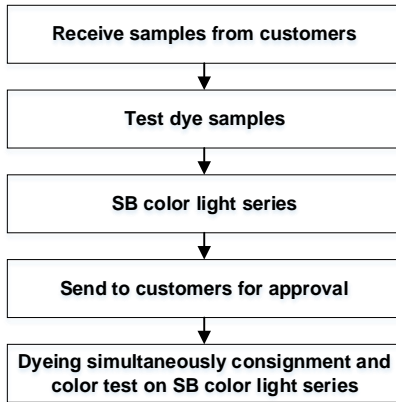 Receive samples from customers
Test dye samples
SB color light series
Send to customers for approval
Dyeing simultaneously consignment and
color test on SB color light series